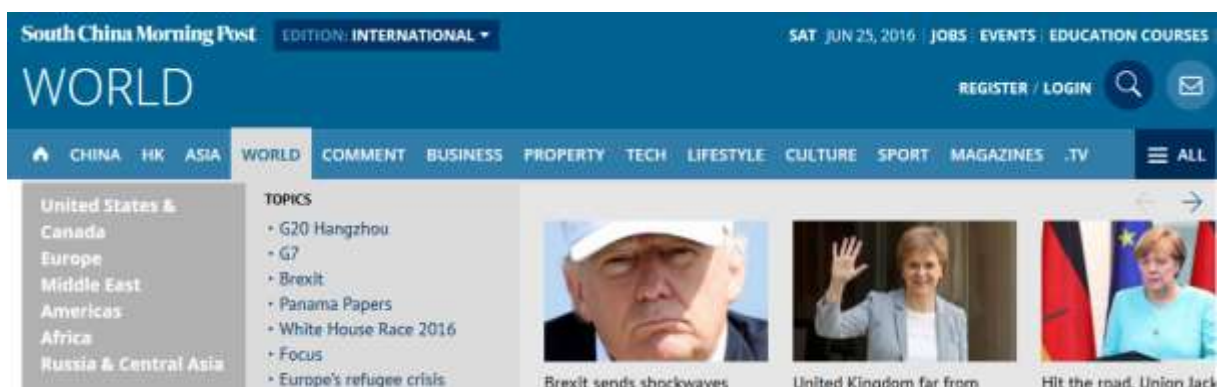 South China Morning Post EDITION: INTERNATIONAL SAT JUN 25, 2016 JOBS EVENTS EDUCATION COURSES
WORLD
REGISTER / LOGIN
CHINA HK ASIA WORLD COMMENT BUSINESS PROPERTY TECH LIFESTYLE CULTURE SPORT MAGAZINES .TV ALL
United States &
Canada
Europe
Middle East
Americas
Africa
Russia & Central Asia
TOPICS
• G20 Hangzhou
• G7
• Brexit
• Panama Papers
• White House Race 2016
• Focus
• Europe's refugee crisis
Brexit sends shockwaves
United Kingdom far from
Hit the road, Union Jack